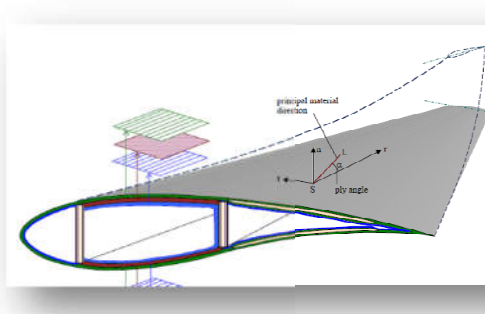 principal material
direction
n
L
r
α
t
S
ply angle